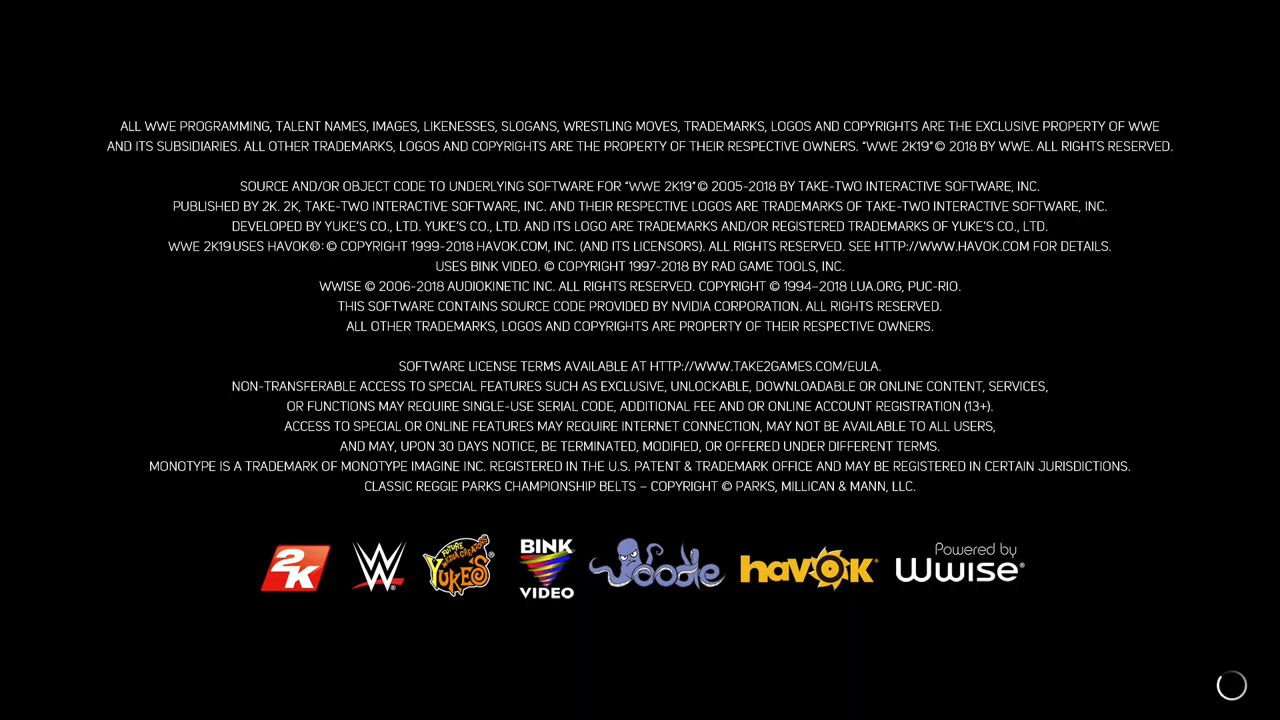 ALL WWE PROGRAMMING, TALENT NAMES, IMAGES, LIKENESSES, SLOGANS, WRESTLING MOVES, TRADEMARKS, LOGOS AND COPYRIGHTS ARE THE EXCLUSIVE PROPERTY OF WWE
AND ITS SUBSIDIARIES. ALL OTHER TRADEMARKS, LOGOS AND COPYRIGHTS ARE THE PROPERTY OF THEIR RESPECTIVE OWNERS. “WWE 2K19” © 2018 BY WWE. ALL RIGHTS RESERVED.
SOURCE AND/OR OBJECT CODE TO UNDERLYING SOFTWARE FOR “WWE 2K19” © 2005-2018 BY TAKE-TWO INTERACTIVE SOFTWARE, INC.
PUBLISHED BY 2K. 2K, TAKE-TWO INTERACTIVE SOFTWARE, INC. AND THEIR RESPECTIVE LOGOS ARE TRADEMARKS OF TAKE-TWO INTERACTIVE SOFTWARE, INC.
DEVELOPED BY YUKE’S CO., LTD. YUKE’S CO., LTD. AND ITS LOGO ARE TRADEMARKS AND/OR REGISTERED TRADEMARKS OF YUKE’S CO., LTD.
WWE 2K19 USES HAVOK®: © COPYRIGHT 1999-2018 HAVOK.COM, INC. (AND ITS LICENSORS). ALL RIGHTS RESERVED. SEE HTTP://WWW.HAVOK.COM FOR DETAILS.
USES BINK VIDEO. © COPYRIGHT 1997-2018 BY RAD GAME TOOLS, INC.
WWISE © 2006-2018 AUDIOKINETIC INC. ALL RIGHTS RESERVED. COPYRIGHT © 1994–2018 LUA.ORG, PUC-RIO.
THIS SOFTWARE CONTAINS SOURCE CODE PROVIDED BY NVIDIA CORPORATION. ALL RIGHTS RESERVED.
ALL OTHER TRADEMARKS, LOGOS AND COPYRIGHTS ARE PROPERTY OF THEIR RESPECTIVE OWNERS.
SOFTWARE LICENSE TERMS AVAILABLE AT HTTP://WWW.TAKE2GAMES.COM/EULA.
NON-TRANSFERABLE ACCESS TO SPECIAL FEATURES SUCH AS EXCLUSIVE, UNLOCKABLE, DOWNLOADABLE OR ONLINE CONTENT, SERVICES,
OR FUNCTIONS MAY REQUIRE SINGLE-USE SERIAL CODE, ADDITIONAL FEE AND OR ONLINE ACCOUNT REGISTRATION (13+).
ACCESS TO SPECIAL OR ONLINE FEATURES MAY REQUIRE INTERNET CONNECTION, MAY NOT BE AVAILABLE TO ALL USERS,
AND MAY, UPON 30 DAYS NOTICE, BE TERMINATED, MODIFIED, OR OFFERED UNDER DIFFERENT TERMS.
MONOTYPE IS A TRADEMARK OF MONOTYPE IMAGINE INC. REGISTERED IN THE U.S. PATENT & TRADEMARK OFFICE AND MAY BE REGISTERED IN CERTAIN JURISDICTIONS.
CLASSIC REGGIE PARKS CHAMPIONSHIP BELTS – COPYRIGHT © PARKS, MILLICAN & MANN, LLC.
2K
W®
FUTURE MEDIA CREATORS YUKE'S®
BINK VIDEO
Oodle
havok®
Powered by
Wwise®